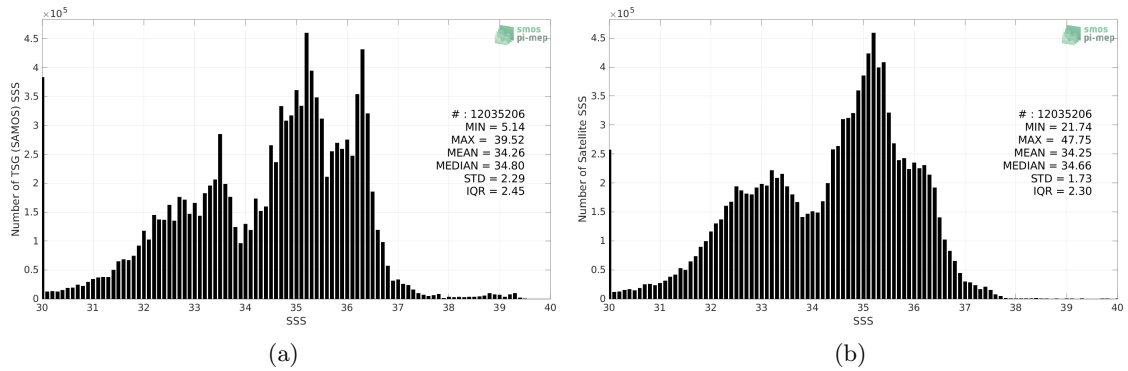 ×10⁵
4.5
4
3.5
3
2.5
2
1.5
1
0.5
0
Number of TSG (SAMOS) SSS
30 31 32 33 34 35 36 37 38 39 40
SSS
smos
pi-mep
# : 12035206
MIN = 5.14
MAX = 39.52
MEAN = 34.26
MEDIAN = 34.80
STD = 2.29
IQR = 2.45
(a)
×10⁵
4.5
4
3.5
3
2.5
2
1.5
1
0.5
0
Number of Satellite SSS
30 31 32 33 34 35 36 37 38 39 40
SSS
smos
pi-mep
# : 12035206
MIN = 21.74
MAX = 47.75
MEAN = 34.25
MEDIAN = 34.66
STD = 1.73
IQR = 2.30
(b)